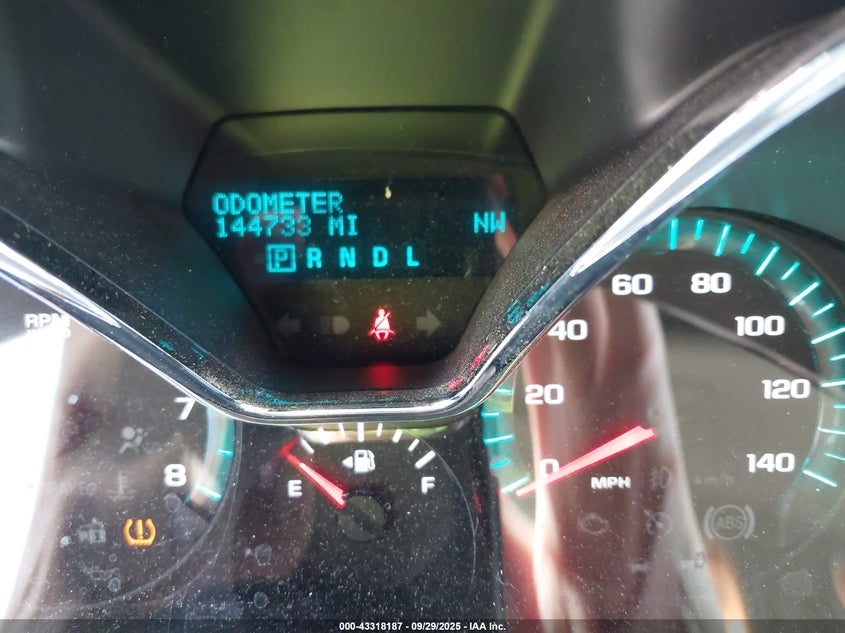 ODOMETER
144733 MI NW
P R N D L
RPM
7
8
E F
0
20
40
60
80
100
120
140
MPH
km/h
ABS
000-43318187 - 09/29/2025 - IAA Inc.